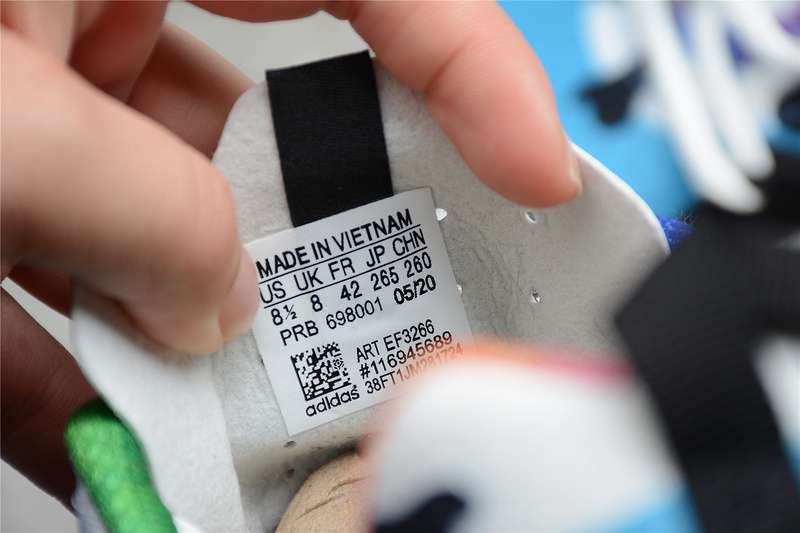 MADE IN VIETNAM
US UK FR JP CHN
8½ 8 42 265 260
PRB 698001 05/20
ART EF3266
#116945689
38FT1JM281724
adidas